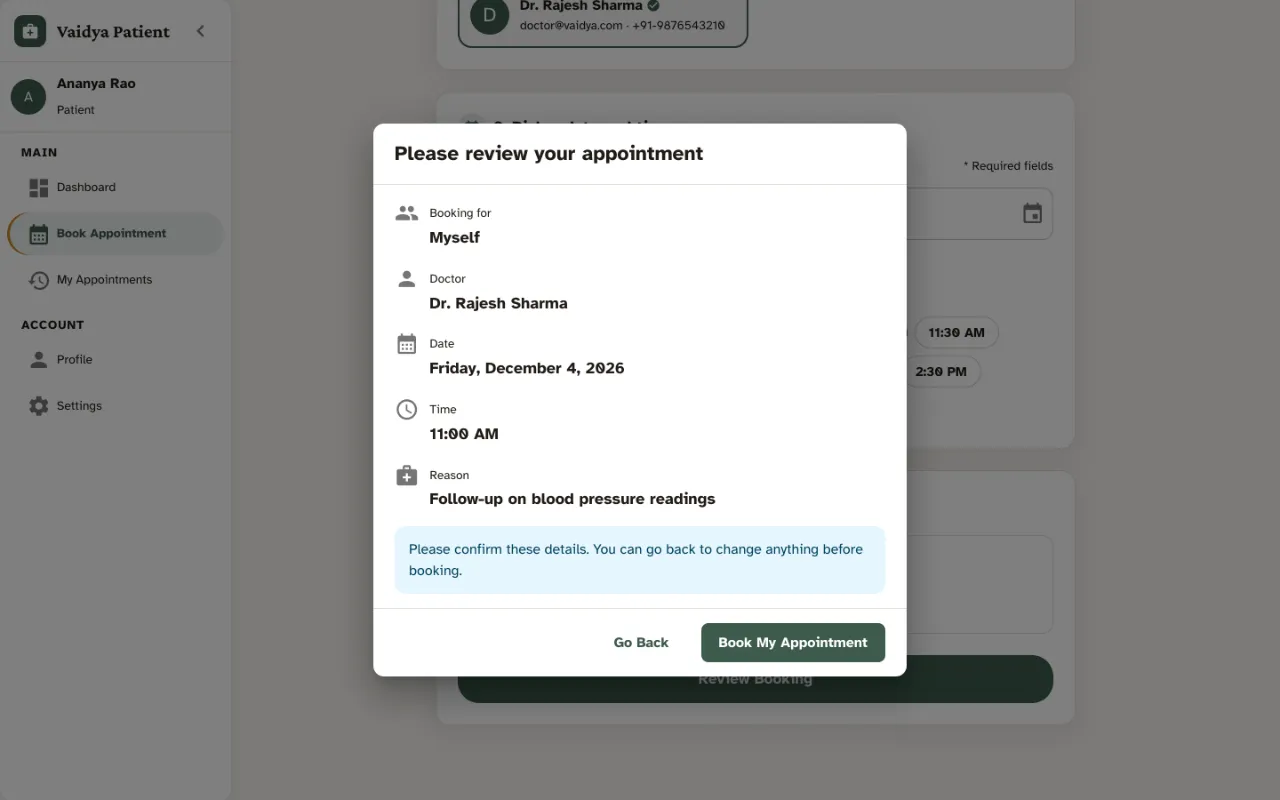 Vaidya Patient
A
Ananya Rao
Patient
MAIN
Dashboard
Book Appointment
My Appointments
ACCOUNT
Profile
Settings
D
Dr. Rajesh Sharma
doctor@vaidya.com · +91-9876543210
* Required fields
11:30 AM
2:30 PM
Please review your appointment
Booking for
Myself
Doctor
Dr. Rajesh Sharma
Date
Friday, December 4, 2026
Time
11:00 AM
Reason
Follow-up on blood pressure readings
Please confirm these details. You can go back to change anything before
booking.
Go Back
Book My Appointment
Review Booking